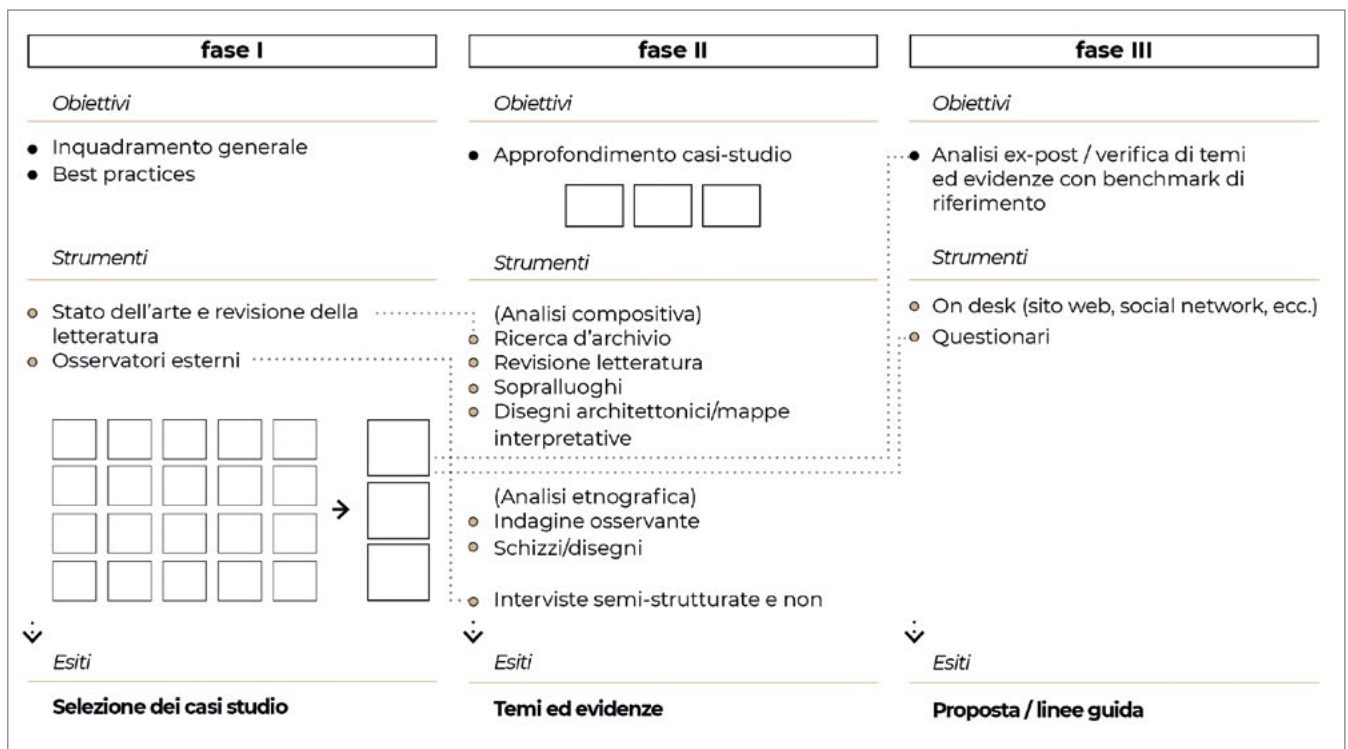 fase I
Obiettivi
Inquadramento generale
Best practices
Strumenti
Stato dell'arte e revisione della
letteratura
Osservatori esterni
Esiti
Selezione dei casi studio
fase II
Obiettivi
Approfondimento casi-studio
Strumenti
(Analisi compositiva)
Ricerca d'archivio
Revisione letteratura
Sopralluoghi
Disegni architettonici/mappe
interpretative
(Analisi etnografica)
Indagine osservante
Schizzi/disegni
Interviste semi-strutturate e non
Esiti
Temi ed evidenze
fase III
Obiettivi
Analisi ex-post / verifica di temi
ed evidenze con benchmark di
riferimento
Strumenti
On desk (sito web, social network, ecc.)
Questionari
Esiti
Proposta / linee guida